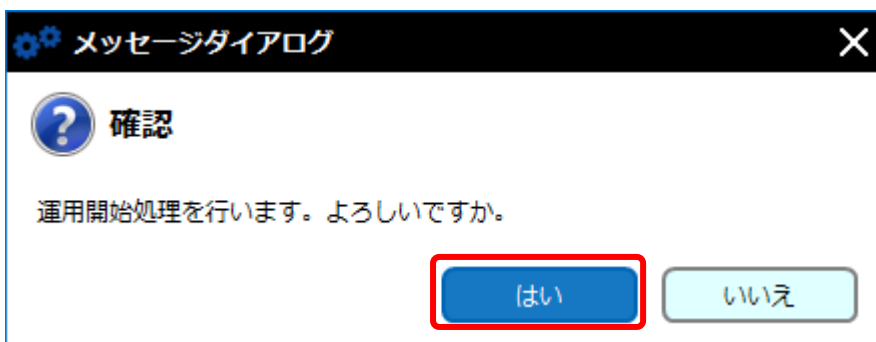 メッセージダイアログ
確認
運用開始処理を行います。よろしいですか。
はい
いいえ